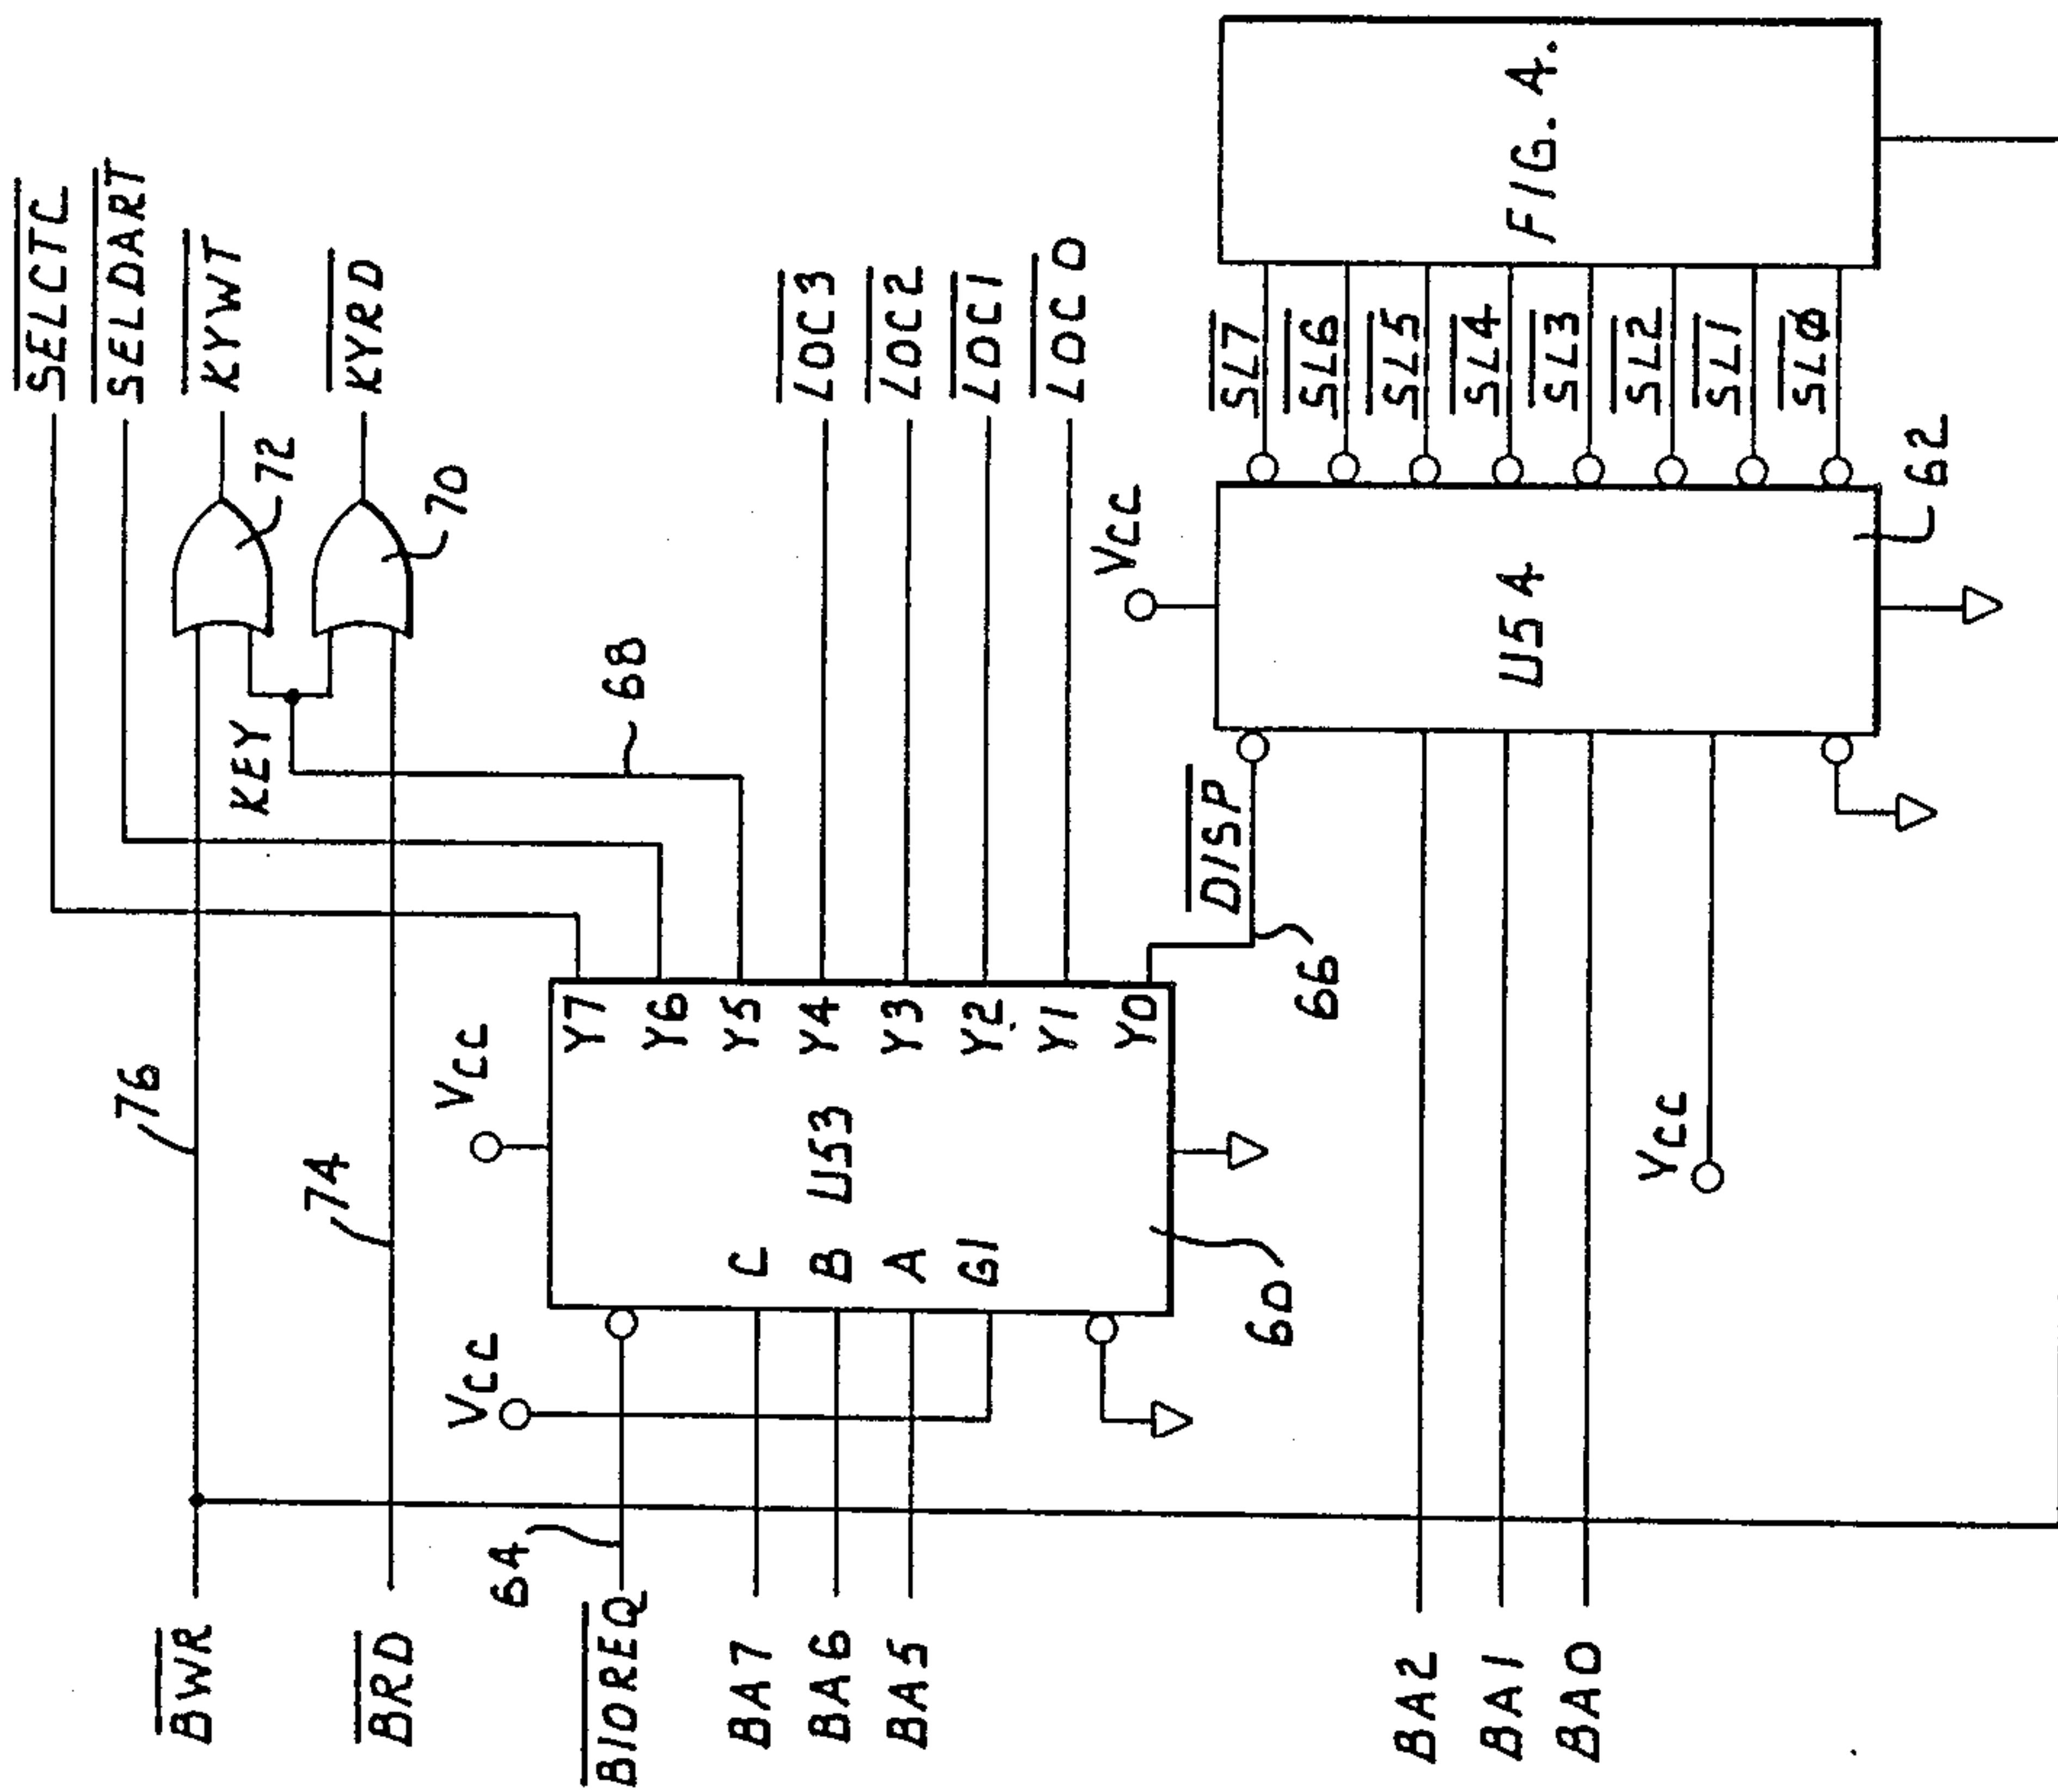 SELCTC
SELDART
76
BWR
KYWT
KEY
72
74
KYRD
BRD
70
Vcc
Vcc
64
BIOREQ
Y7
68
Y6
BA7
C
Y5
BA6
B
U53
Y4
LOC3
BA5
A
Y3
LOC2
G1
Y2
LOC1
Y1
LOC0
Y0
Vcc
DISP
60
66
SL7
SL6
BA2
SL5
SL4
BA1
U54
FIG. 4.
BA0
SL3
SL2
Vcc
SL1
SLØ
62